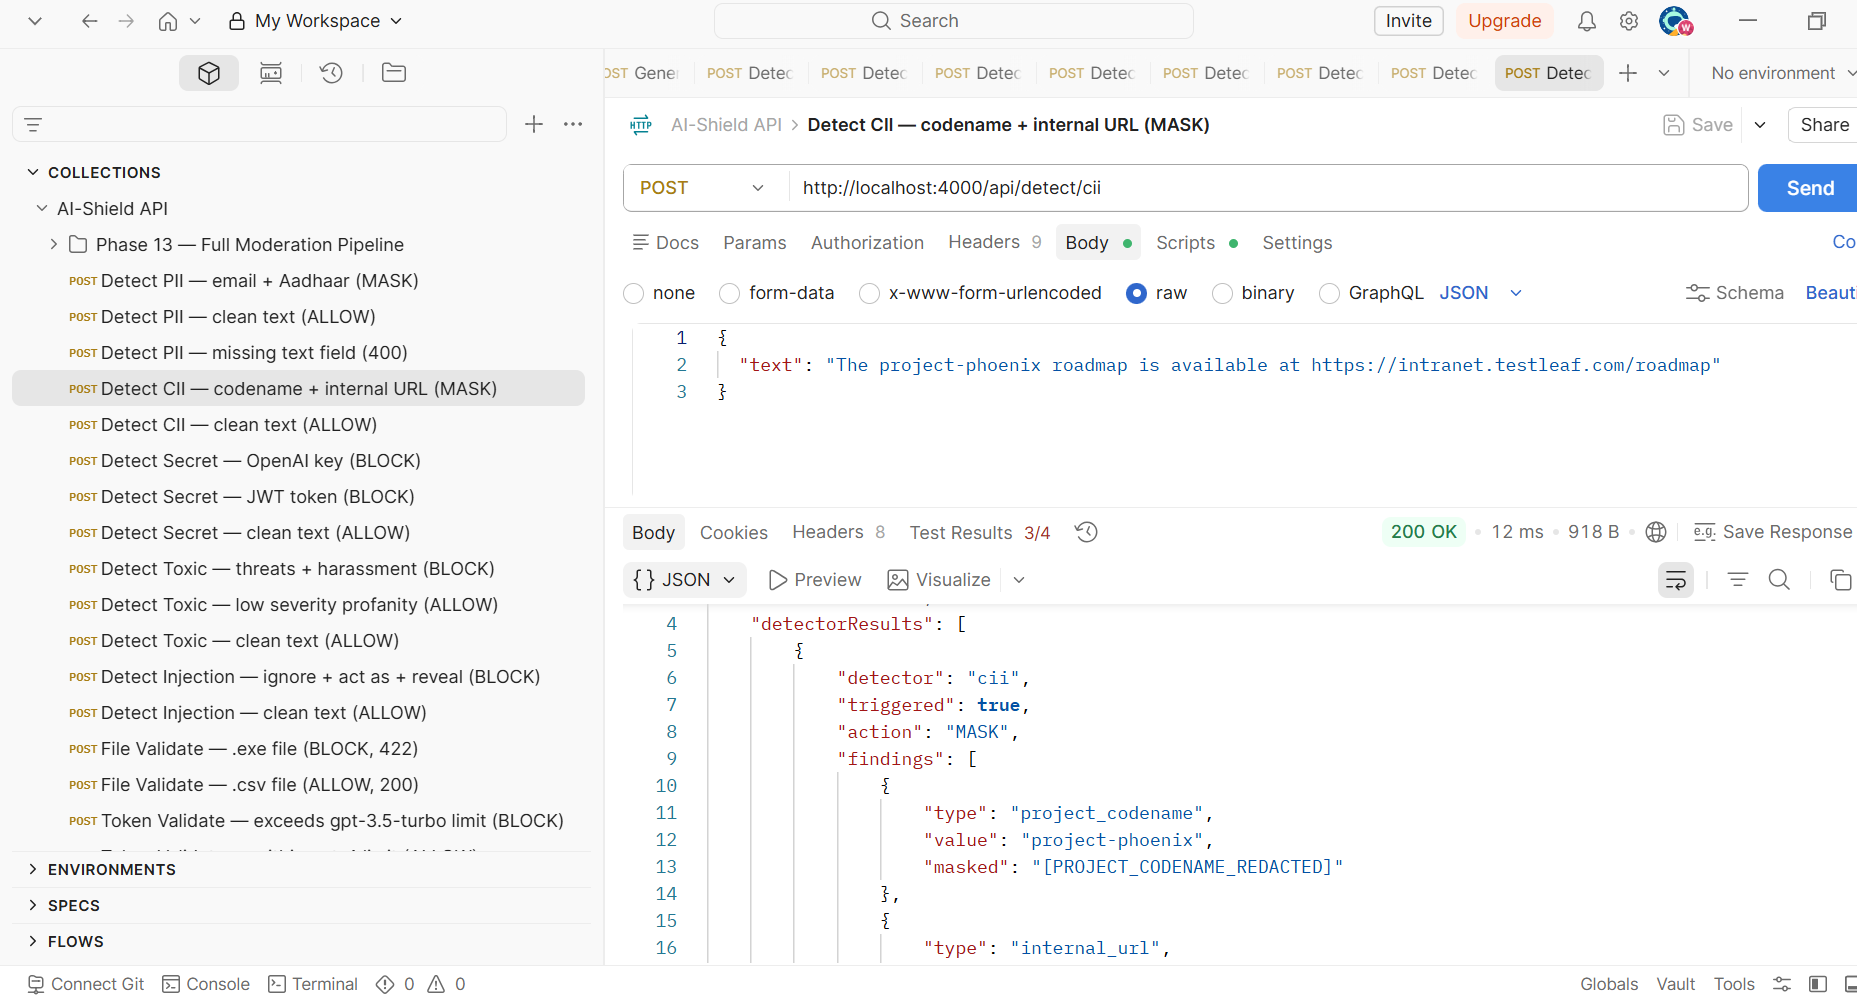 My Workspace
Search
Invite
Upgrade
W
POST Gene
POST Detec
POST Detec
POST Detec
POST Detec
POST Detec
POST Detec
POST Detec
POST Detec
No environment
HTTP
AI-Shield API > Detect CII — codename + internal URL (MASK)
Save
Share
COLLECTIONS
AI-Shield API
Phase 13 — Full Moderation Pipeline
POST Detect PII — email + Aadhaar (MASK)
POST Detect PII — clean text (ALLOW)
POST Detect PII — missing text field (400)
POST Detect CII — codename + internal URL (MASK)
POST Detect CII — clean text (ALLOW)
POST Detect Secret — OpenAI key (BLOCK)
POST Detect Secret — JWT token (BLOCK)
POST Detect Secret — clean text (ALLOW)
POST Detect Toxic — threats + harassment (BLOCK)
POST Detect Toxic — low severity profanity (ALLOW)
POST Detect Toxic — clean text (ALLOW)
POST Detect Injection — ignore + act as + reveal (BLOCK)
POST Detect Injection — clean text (ALLOW)
POST File Validate — .exe file (BLOCK, 422)
POST File Validate — .csv file (ALLOW, 200)
POST Token Validate — exceeds gpt-3.5-turbo limit (BLOCK)
ENVIRONMENTS
SPECS
FLOWS
POST
http://localhost:4000/api/detect/cii
Send
Docs
Params
Authorization
Headers 9
Body
Scripts
Settings
Co
none
form-data
x-www-form-urlencoded
raw
binary
GraphQL
JSON
Schema
Beauti
1 {
2 "text": "The project-phoenix roadmap is available at https://intranet.testleaf.com/roadmap"
3 }
Body
Cookies
Headers 8
Test Results 3/4
200 OK
12 ms
918 B
e.g. Save Response
{} JSON
Preview
Visualize
4 "detectorResults": [
5 {
6 "detector": "cii",
7 "triggered": true,
8 "action": "MASK",
9 "findings": [
10 {
11 "type": "project_codename",
12 "value": "project-phoenix",
13 "masked": "[PROJECT_CODENAME_REDACTED]"
14 },
15 {
16 "type": "internal_url",
Connect Git
Console
Terminal
0
0
Globals
Vault
Tools